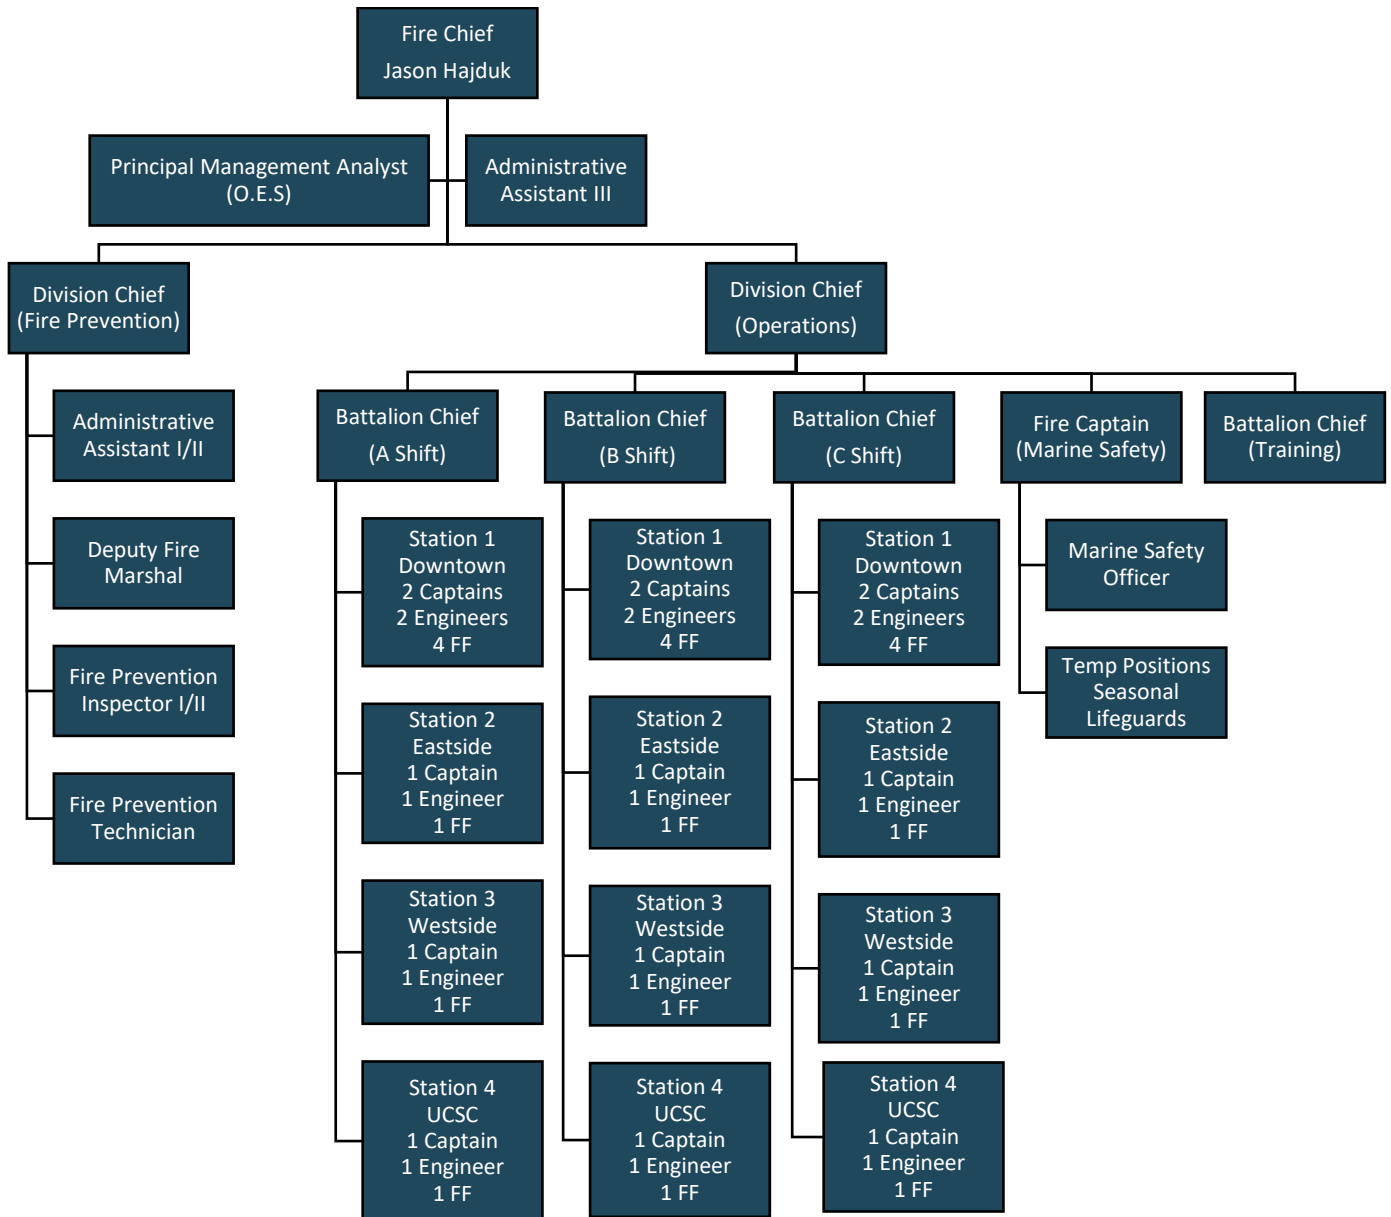 Fire Chief
Jason Hajduk
Principal Management Analyst
(O.E.S)
Administrative
Assistant III
Division Chief
(Fire Prevention)
Division Chief
(Operations)
Administrative
Assistant I/II
Deputy Fire
Marshal
Fire Prevention
Inspector I/II
Fire Prevention
Technician
Battalion Chief
(A Shift)
Station 1
Downtown
2 Captains
2 Engineers
4 FF
Station 2
Eastside
1 Captain
1 Engineer
1 FF
Station 3
Westside
1 Captain
1 Engineer
1 FF
Station 4
UCSC
1 Captain
1 Engineer
1 FF
Battalion Chief
(B Shift)
Station 1
Downtown
2 Captains
2 Engineers
4 FF
Station 2
Eastside
1 Captain
1 Engineer
1 FF
Station 3
Westside
1 Captain
1 Engineer
1 FF
Station 4
UCSC
1 Captain
1 Engineer
1 FF
Battalion Chief
(C Shift)
Station 1
Downtown
2 Captains
2 Engineers
4 FF
Station 2
Eastside
1 Captain
1 Engineer
1 FF
Station 3
Westside
1 Captain
1 Engineer
1 FF
Station 4
UCSC
1 Captain
1 Engineer
1 FF
Fire Captain
(Marine Safety)
Marine Safety
Officer
Temp Positions
Seasonal
Lifeguards
Battalion Chief
(Training)